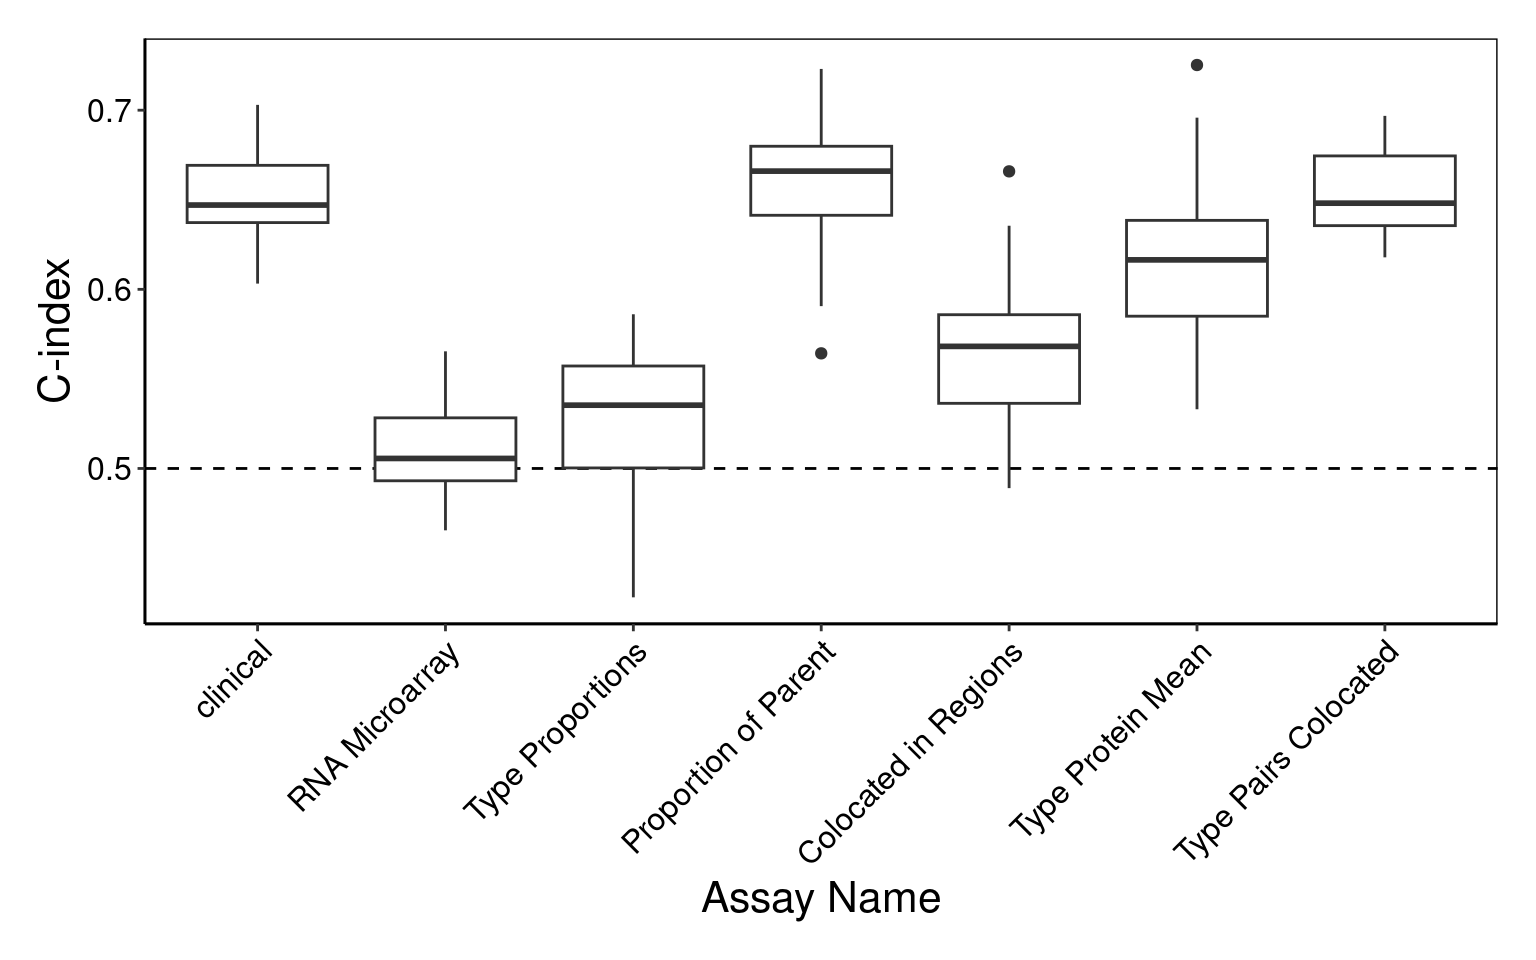 C-index
0.7
0.6
0.5
clinical
RNA Microarray
Type Proportions
Proportion of Parent
Colocated in Regions
Type Protein Mean
Type Pairs Colocated
Assay Name